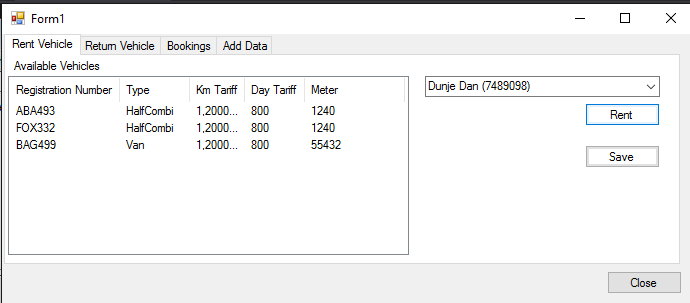 Form1
Rent Vehicle Return Vehicle Bookings Add Data
Available Vehicles
Registration Number Type Km Tariff Day Tariff Meter
ABA493 HalfCombi 1,2000... 800 1240
FOX332 HalfCombi 1,2000... 800 1240
BAG499 Van 1,2000... 800 55432
Dunje Dan (7489098)
Rent
Save
Close